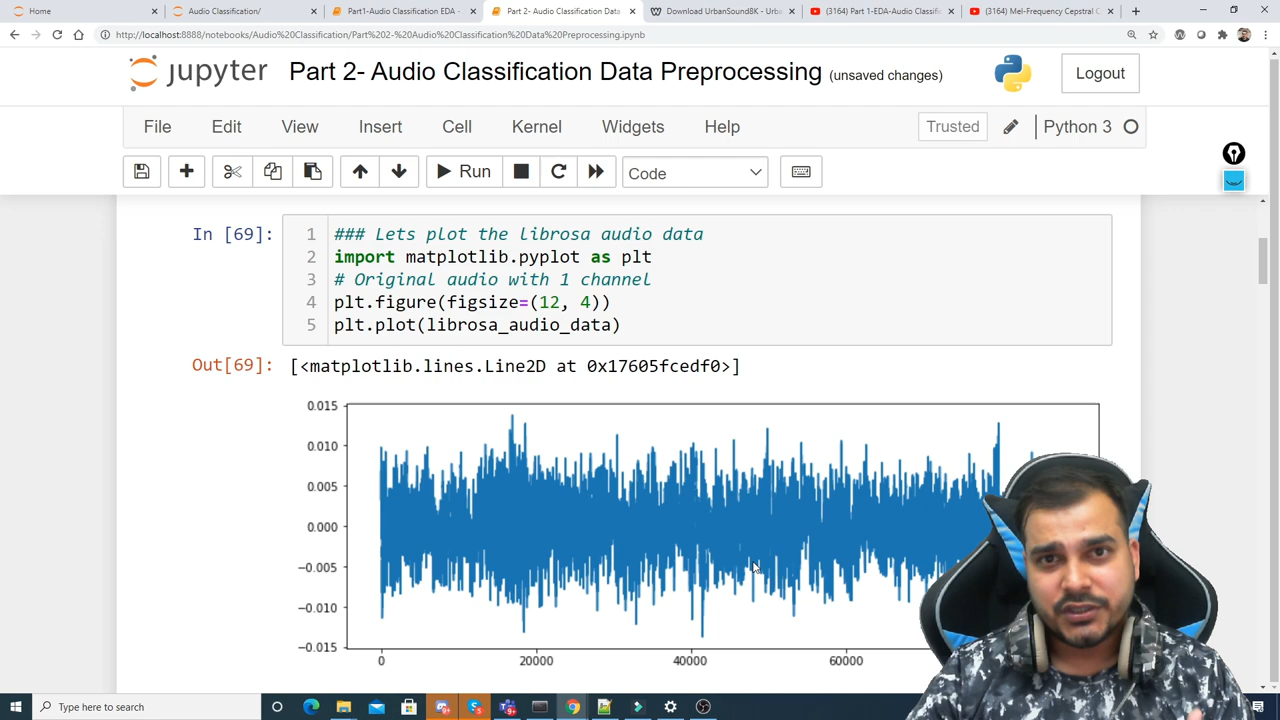 Home
Audio Classification/
Part1-Audio Classification EDA -
Part 2- Audio Classification Data
Download UrbanSound8K - Urba
(3164) Part 1-EDA-Audio Classific
(3164) Mel-Frequency Cepstral C
http://localhost:8888/notebooks/Audio%20Classification/Part%202-%20Audio%20Classification%20Data%20Preprocessing.ipynb
jupyter Part 2- Audio Classification Data Preprocessing (unsaved changes)
Logout
File Edit View Insert Cell Kernel Widgets Help
Trusted
Python 3
Run
Code
In [69]:
1 ### Lets plot the librosa audio data
2 import matplotlib.pyplot as plt
3 # Original audio with 1 channel
4 plt.figure(figsize=(12, 4))
5 plt.plot(librosa_audio_data)
Out[69]: [<matplotlib.lines.Line2D at 0x17605fcedf0>]
0.015
0.010
0.005
0.000
−0.005
−0.010
−0.015
0 20000 40000 60000
Type here to search